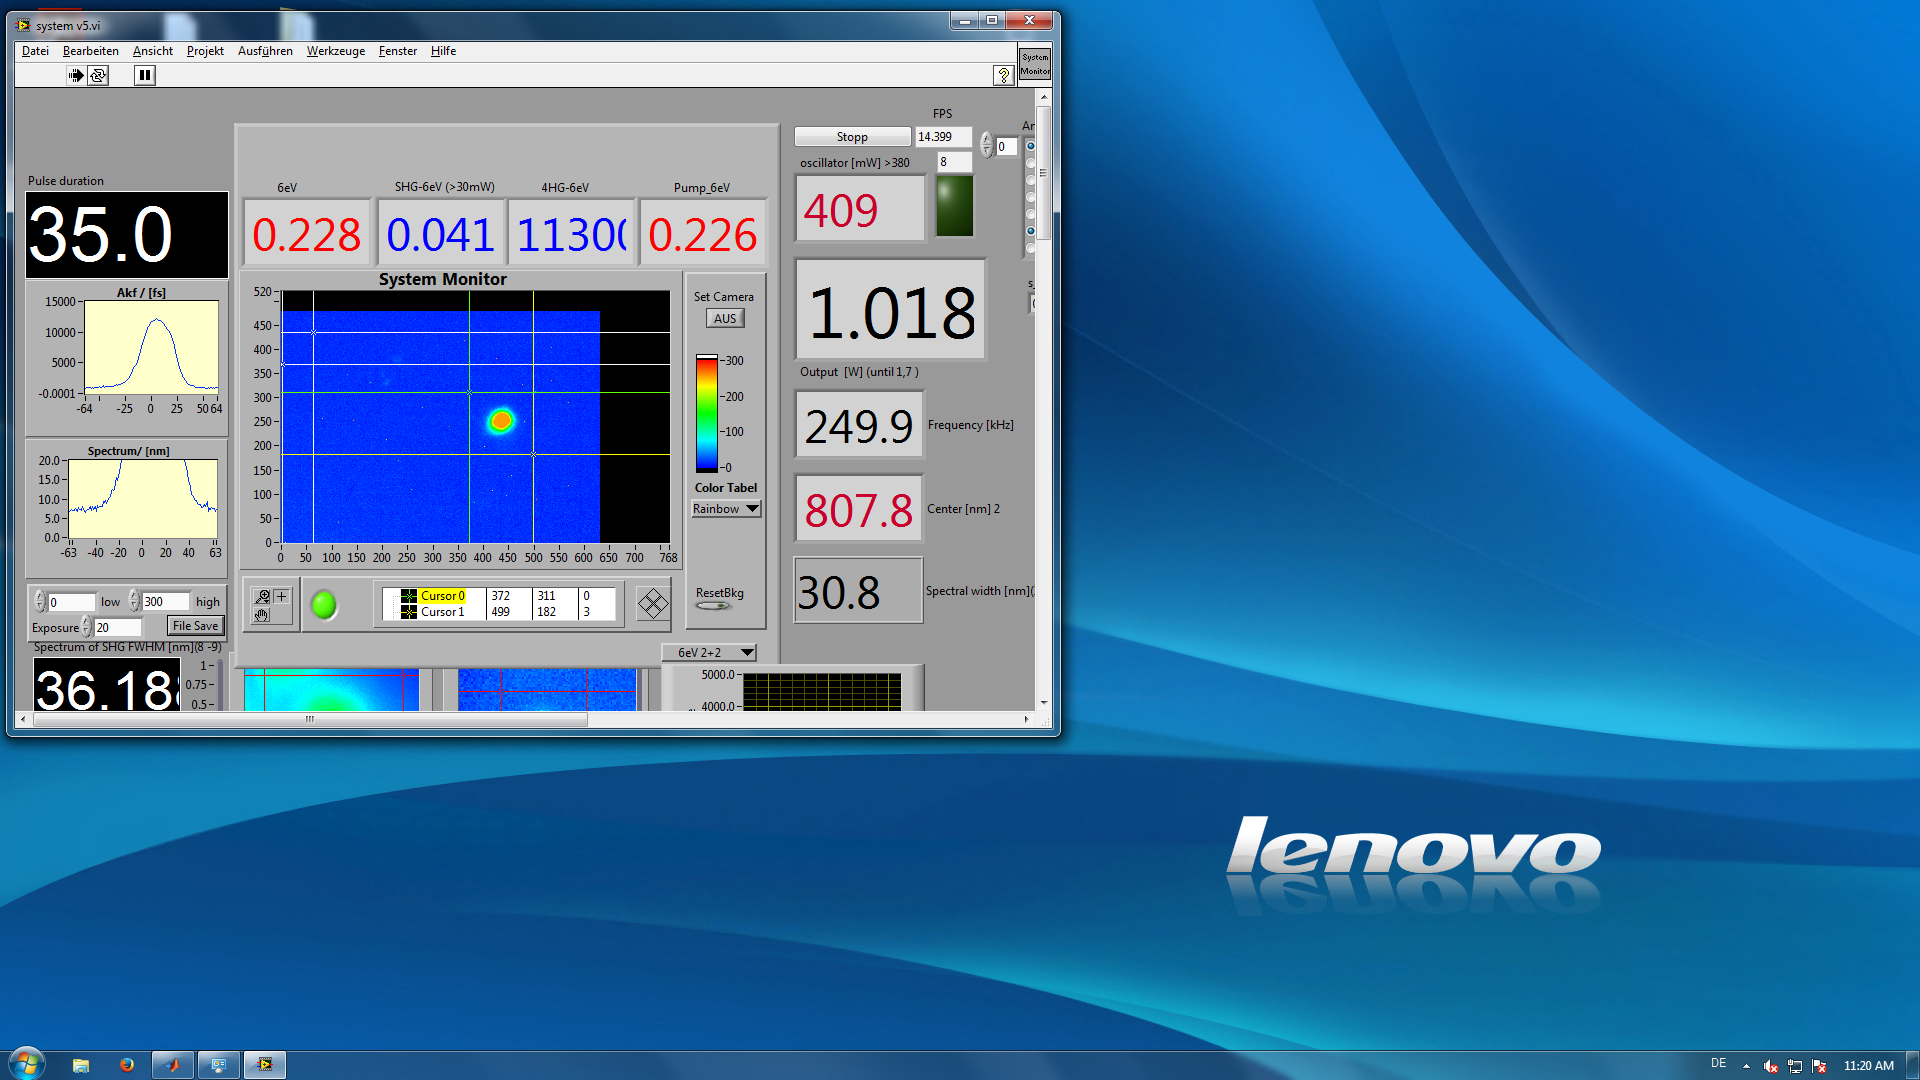 system v5.vi
Datei Bearbeiten Ansicht Projekt Ausführen Werkzeuge Fenster Hilfe
System
Monitor
FPS
Stopp 14.399 0
oscillator [mW] >380 8
409
Pulse duration
35.0
6eV SHG-6eV (>30mW) 4HG-6eV Pump_6eV
0.228 0.041 11300 0.226
1.018
Output [W] (until 1,7 )
249.9 Frequency [kHz]
807.8 Center [nm] 2
30.8 Spectral width [nm](
Akf / [fs]
15000
10000
5000
-0.0001
-64 -25 0 25 50 64
Spectrum/ [nm]
20.0
15.0
10.0
5.0
0.0
-63 -40 -20 0 20 40 63
0 low 300 high
Exposure 20 File Save
Spectrum of SHG FWHM [nm](8 -9)
36.18
1
0.75
0.5
System Monitor
520
450
400
350
300
250
200
150
100
50
0
0 50 100 150 200 250 300 350 400 450 500 550 600 650 700 768
Set Camera
AUS
300
200
100
0
Color Tabel
Rainbow
ResetBkg
Cursor 0 372 311 0
Cursor 1 499 182 3
6eV 2+2
5000.0
4000.0
lenovo
DE 11:20 AM